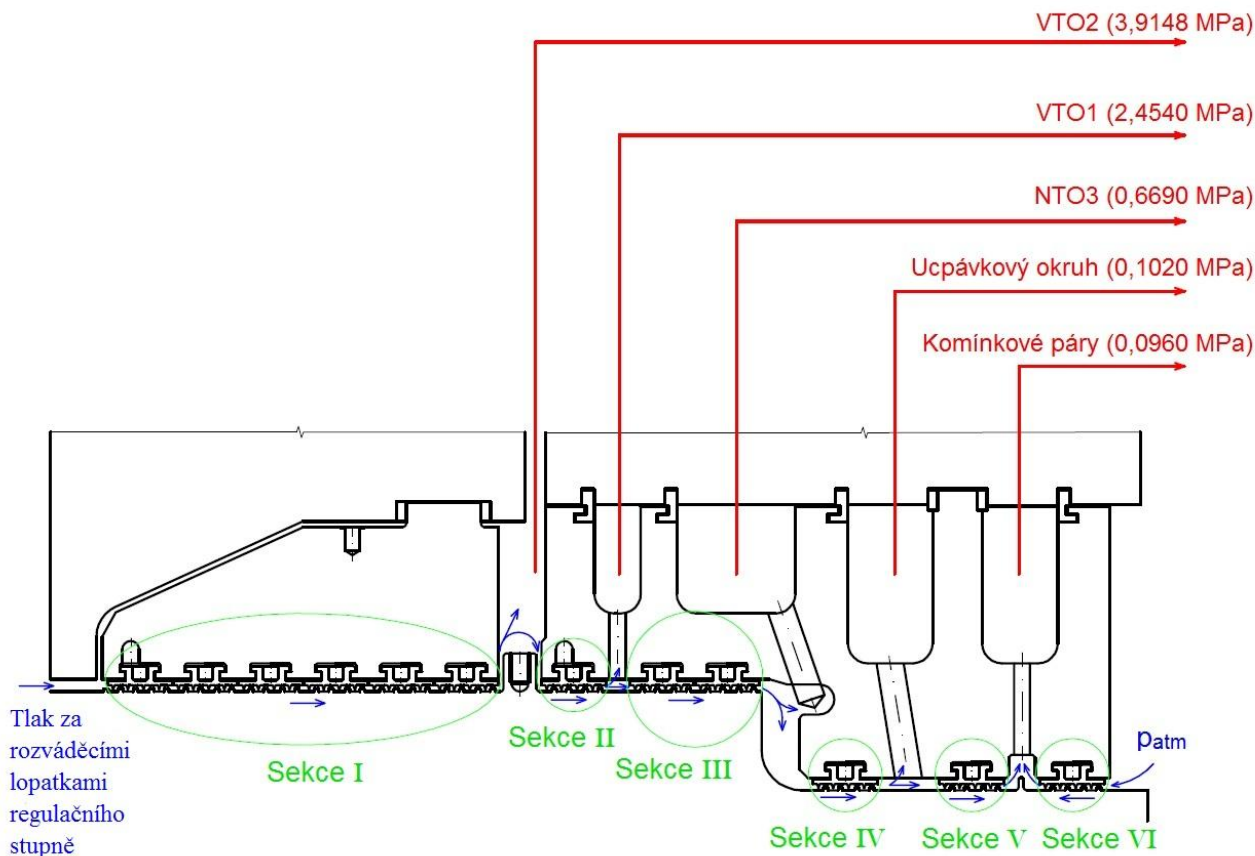 VTO2 (3,9148 MPa)
VTO1 (2,4540 MPa)
NTO3 (0,6690 MPa)
Ucpávkový okruh (0,1020 MPa)
Komínkové páry (0,0960 MPa)
Tlak za
rozváděcími
lopatkami
regulačního
stupně
Sekce I
Sekce II
Sekce III
Sekce IV
Sekce V
Sekce VI
patm